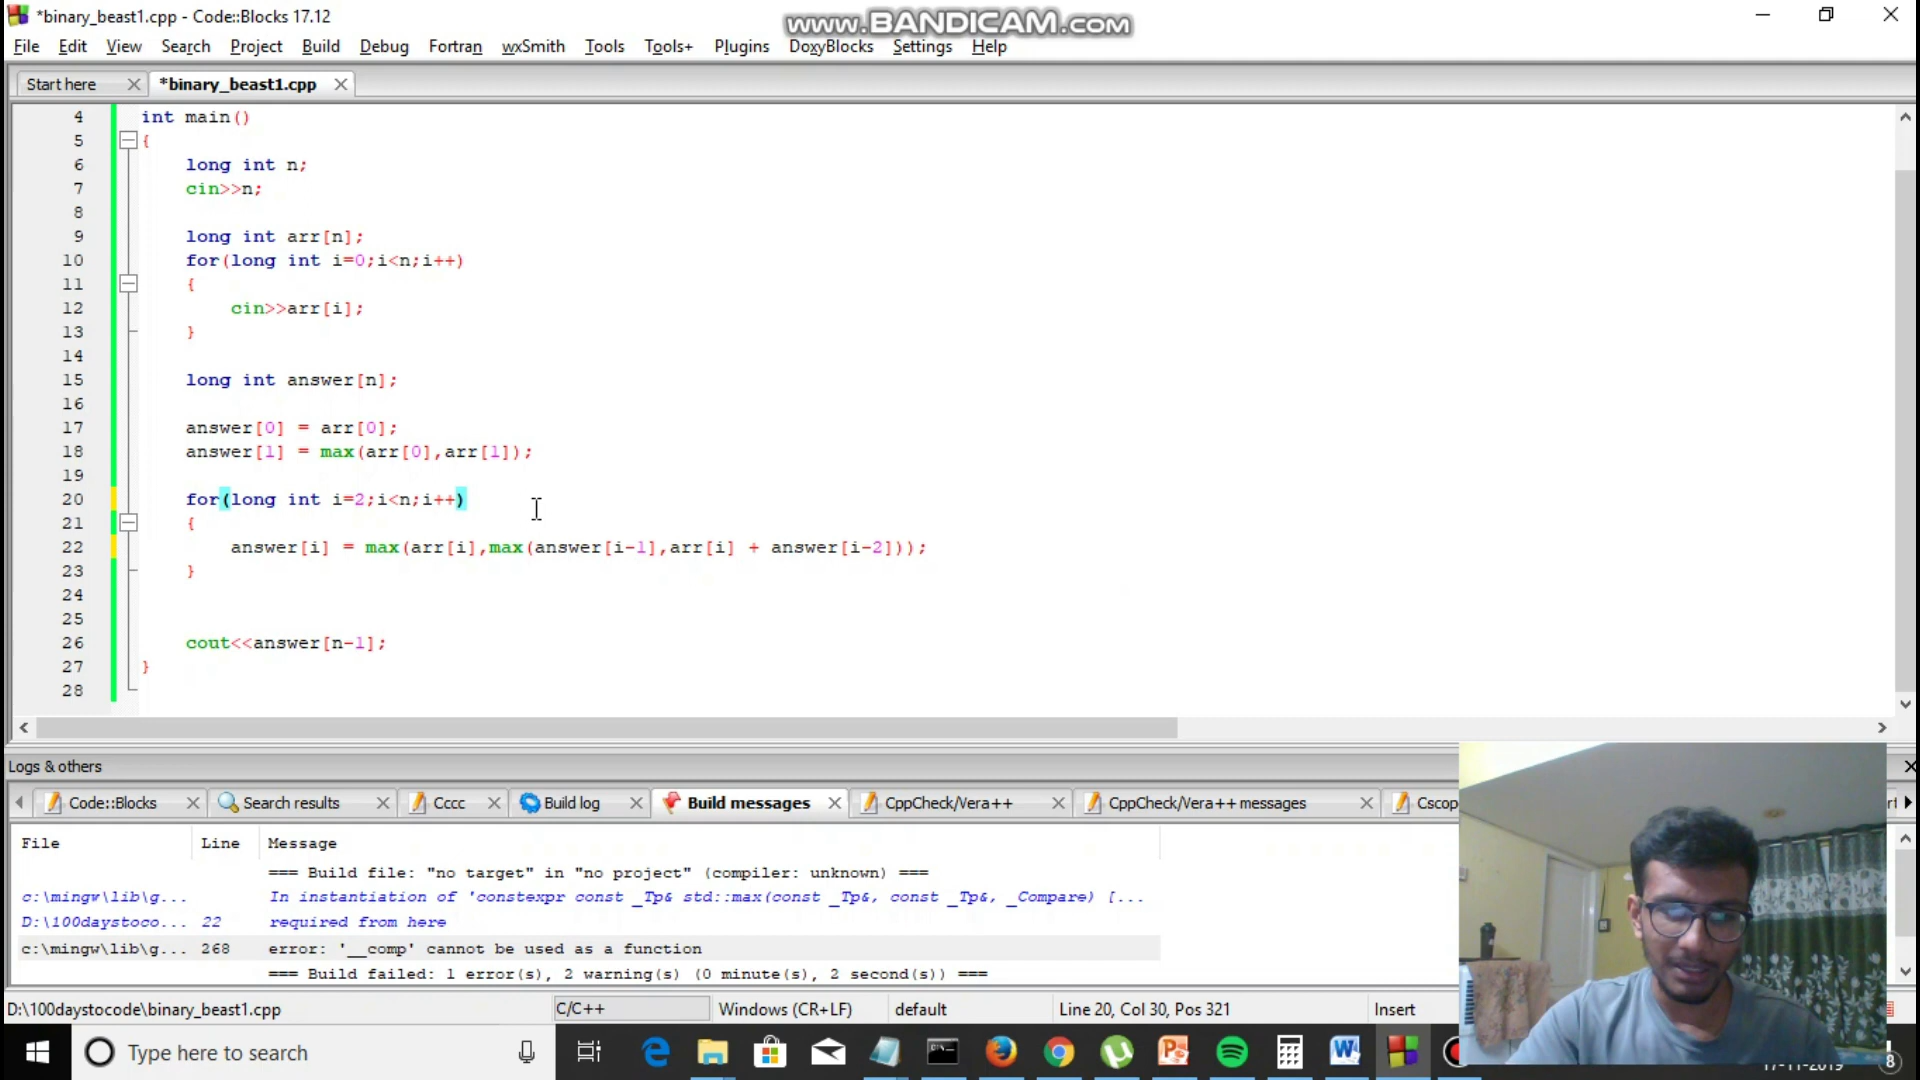 *binary_beast1.cpp - Code::Blocks 17.12
www.BANDICAM.com
File Edit View Search Project Build Debug Fortran wxSmith Tools Tools+ Plugins DoxyBlocks Settings Help
Start here *binary_beast1.cpp
4 int main()
5 {
6 long int n;
7 cin>>n;
8
9 long int arr[n];
10 for(long int i=0;i<n;i++)
11 {
12 cin>>arr[i];
13 }
14
15 long int answer[n];
16
17 answer[0] = arr[0];
18 answer[1] = max(arr[0],arr[1]);
19
20 for(long int i=2;i<n;i++)
21 {
22 answer[i] = max(arr[i],max(answer[i-1],arr[i] + answer[i-2]));
23 }
24
25
26 cout<<answer[n-1];
27 }
28
Logs & others
Code::Blocks Search results Cccc Build log Build messages CppCheck/Vera++ CppCheck/Vera++ messages Cscop
File Line Message
=== Build file: "no target" in "no project" (compiler: unknown) ===
c:\mingw\lib\g... In instantiation of 'constexpr const _Tp& std::max(const _Tp&, const _Tp&, _Compare) [...
D:\100daystoco... 22 required from here
c:\mingw\lib\g... 268 error: '__comp' cannot be used as a function
=== Build failed: 1 error(s), 2 warning(s) (0 minute(s), 2 second(s)) ===
D:\100daystocode\binary_beast1.cpp C/C++ Windows (CR+LF) default Line 20, Col 30, Pos 321 Insert
Type here to search
17-11-2019
8